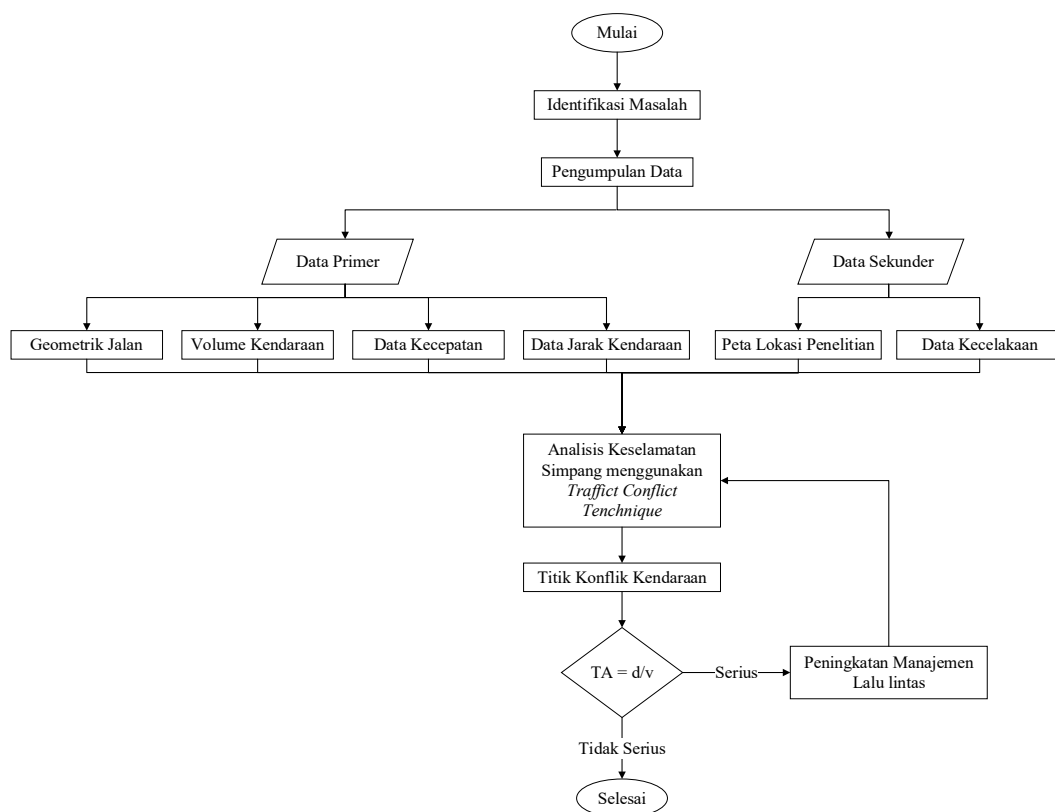 Mulai
Identifikasi Masalah
Pengumpulan Data
Data Primer
Data Sekunder
Geometrik Jalan
Volume Kendaraan
Data Kecepatan
Data Jarak Kendaraan
Peta Lokasi Penelitian
Data Kecelakaan
Analisis Keselamatan
Simpang menggunakan
Traffict Conflict
Tenchnique
Titik Konflik Kendaraan
TA = d/v
Serius
Peningkatan Manajemen
Lalu lintas
Tidak Serius
Selesai